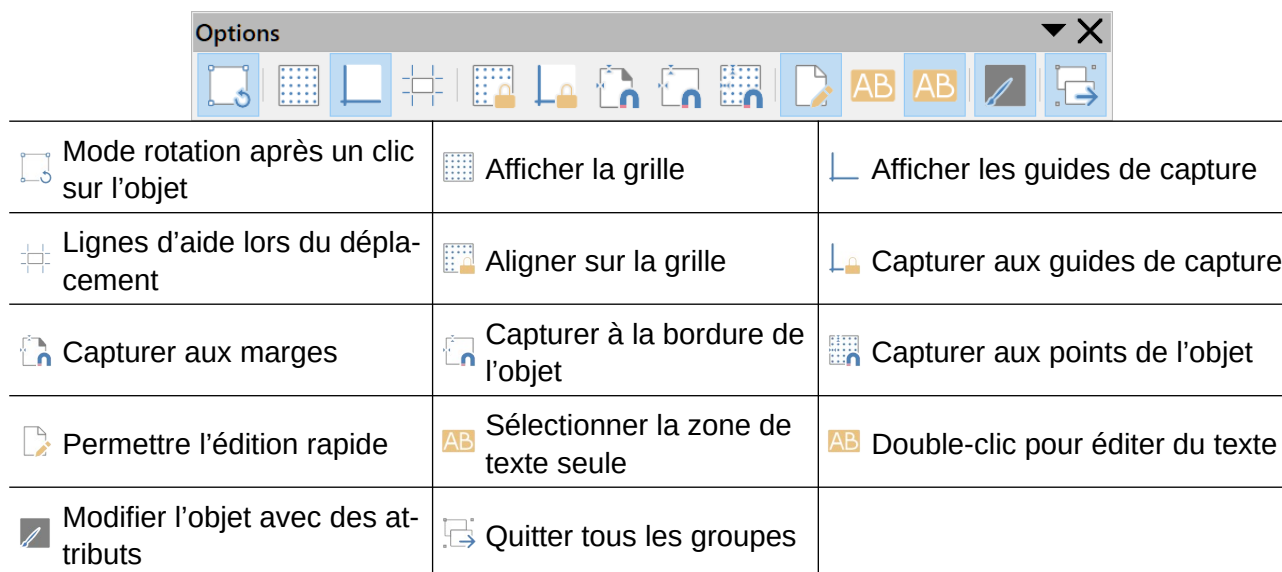 Options
AB AB
Mode rotation après un clic
sur l’objet
Afficher la grille
Afficher les guides de capture
Lignes d’aide lors du dépla-
cement
Aligner sur la grille
Capturer aux guides de capture
Capturer aux marges
Capturer à la bordure de
l’objet
Capturer aux points de l’objet
Permettre l’édition rapide
AB
Sélectionner la zone de
texte seule
AB Double-clic pour éditer du texte
Modifier l’objet avec des at-
tributs
Quitter tous les groupes